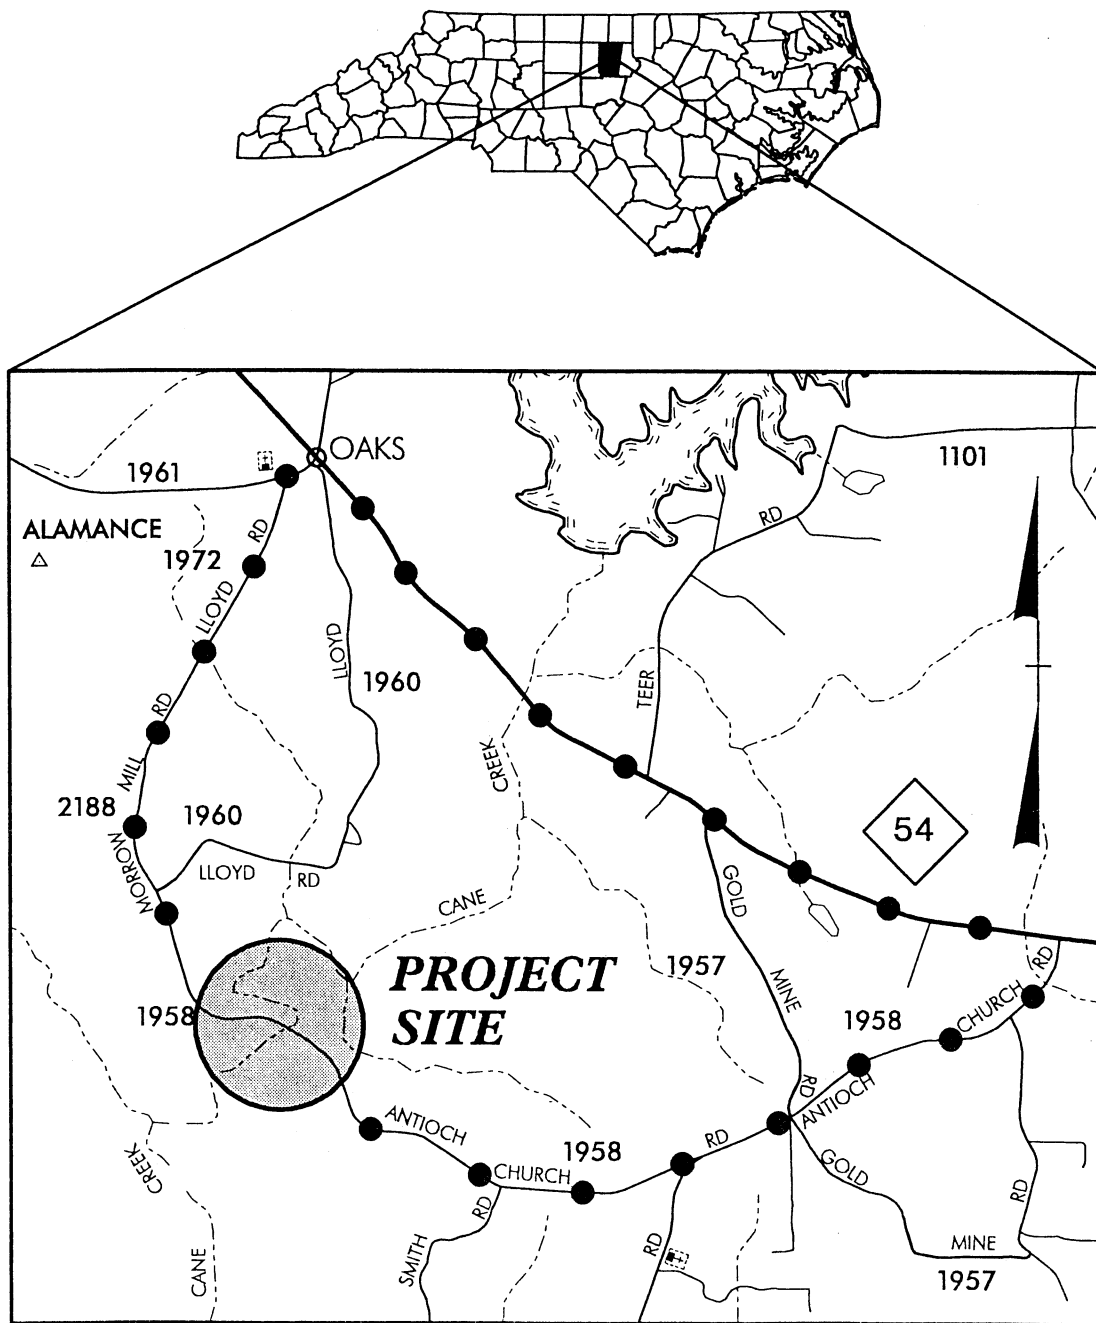 OAKS
1961
1101
RD
ALAMANCE
RD
1972
LLOYD
LLOYD
1960
TEER
RD
CREEK
MILL
2188
1960
54
MORROW
LLOYD
RD
GOLD
CANE
PROJECT
SITE
1957
MINE
RD
CHURCH
1958
1958
RD
ANTIOCH
ANTIOCH
RD
1958
CHURCH
GOLD
CREEK
RD
RD
SMITH
RD
CANE
MINE
1957